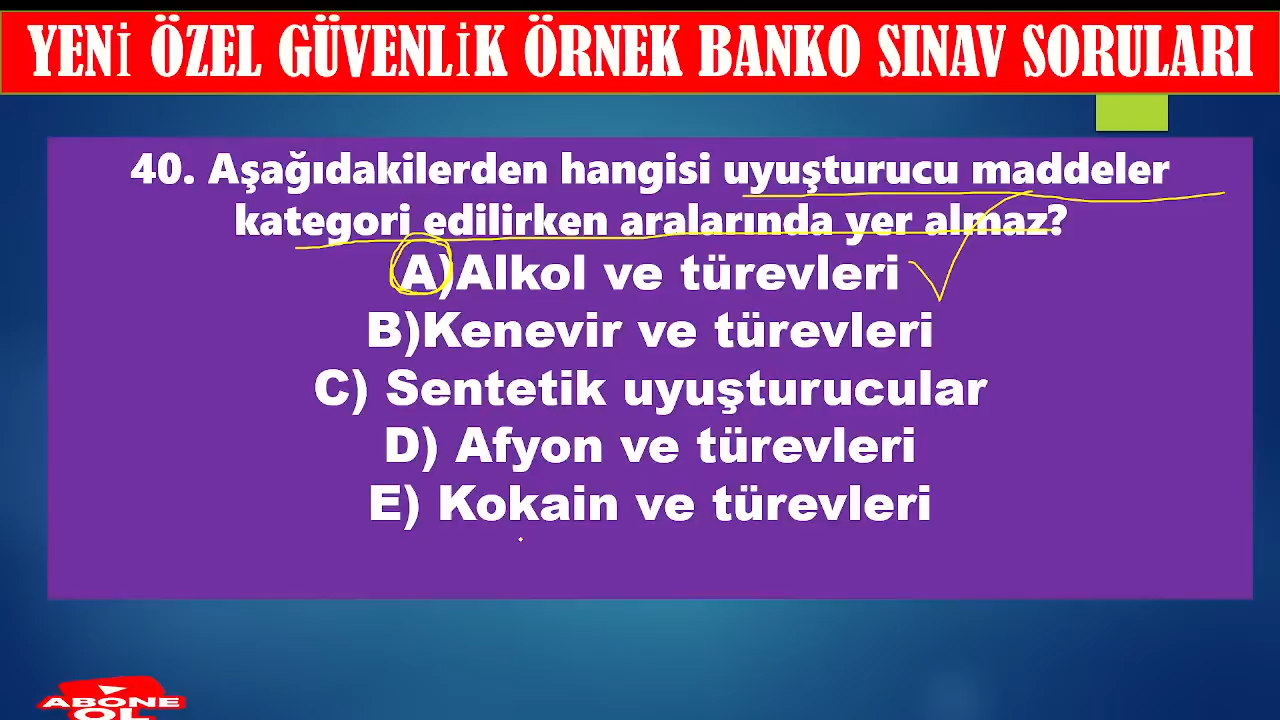 YENİ ÖZEL GÜVENLİK ÖRNEK BANKO SINAV SORULARI
40. Aşağıdakilerden hangisi uyuşturucu maddeler
kategori edilirken aralarında yer almaz?
A)Alkol ve türevleri
B)Kenevir ve türevleri
C) Sentetik uyuşturucular
D) Afyon ve türevleri
E) Kokain ve türevleri
ABONE
OL